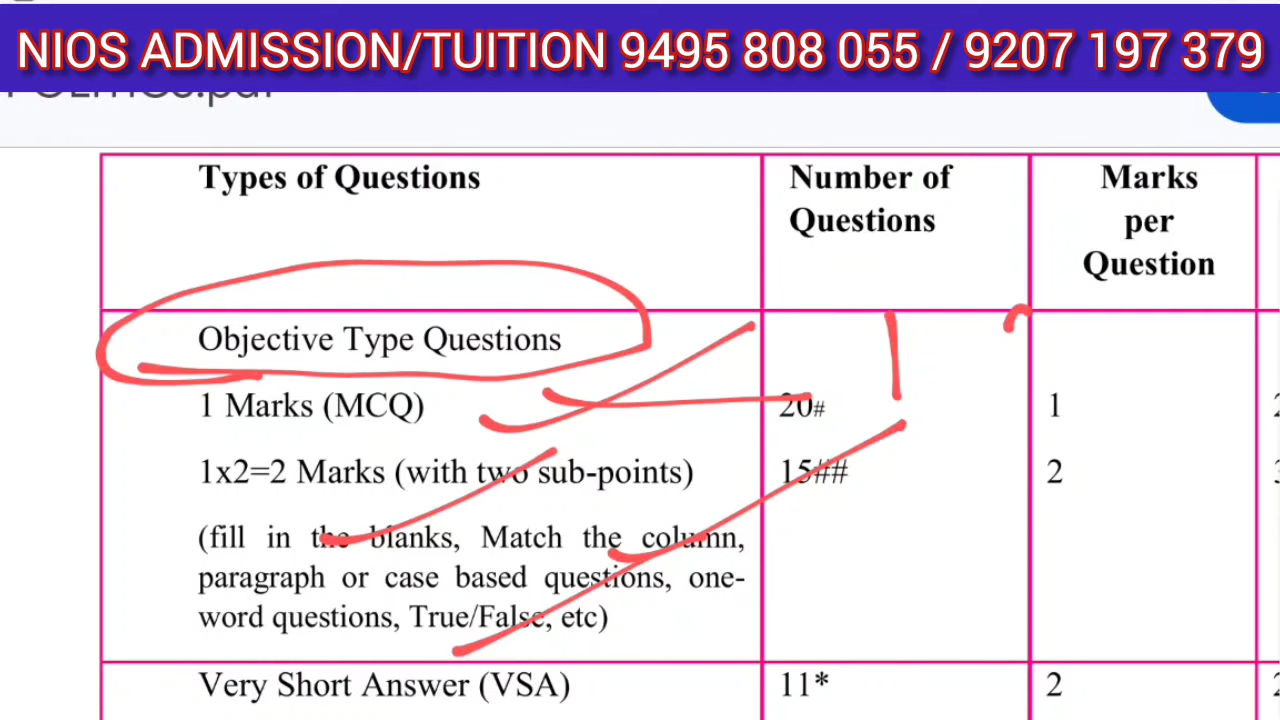 NIOS ADMISSION/TUITION 9495 808 055 / 9207 197 379
Types of Questions
Number of
Questions
Marks
per
Question
Objective Type Questions
1 Marks (MCQ)
20#
1
1x2=2 Marks (with two sub-points)
15##
2
(fill in the blanks, Match the column,
paragraph or case based questions, one-
word questions, True/False, etc)
Very Short Answer (VSA)
11*
2